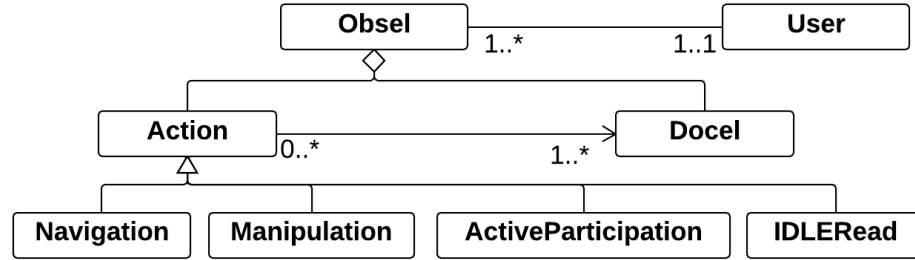 Obsel
User
1..*
1..1
Action
Docel
0..*
1..*
Navigation
Manipulation
ActiveParticipation
IDLERead